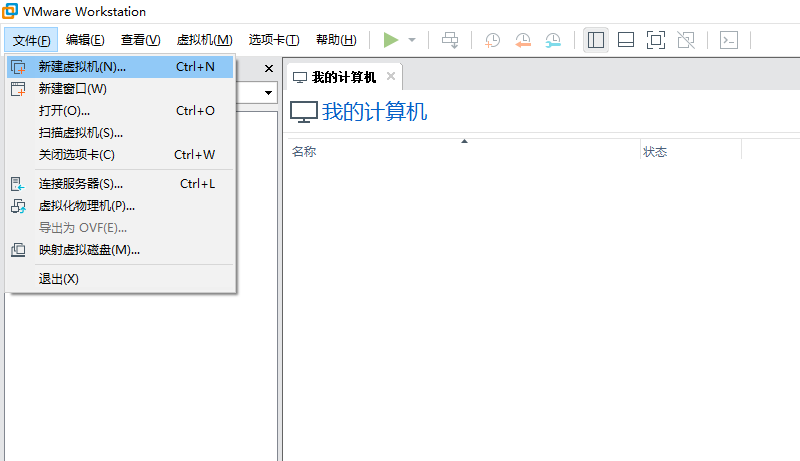 VMware Workstation
文件(F) 编辑(E) 查看(V) 虚拟机(M) 选项卡(T) 帮助(H)
新建虚拟机(N)... Ctrl+N
新建窗口(W)
打开(O)... Ctrl+O
扫描虚拟机(S)...
关闭选项卡(C) Ctrl+W
连接服务器(S)... Ctrl+L
虚拟化物理机(P)...
导出为 OVF(E)...
映射虚拟磁盘(M)...
退出(X)
我的计算机
我的计算机
名称 状态